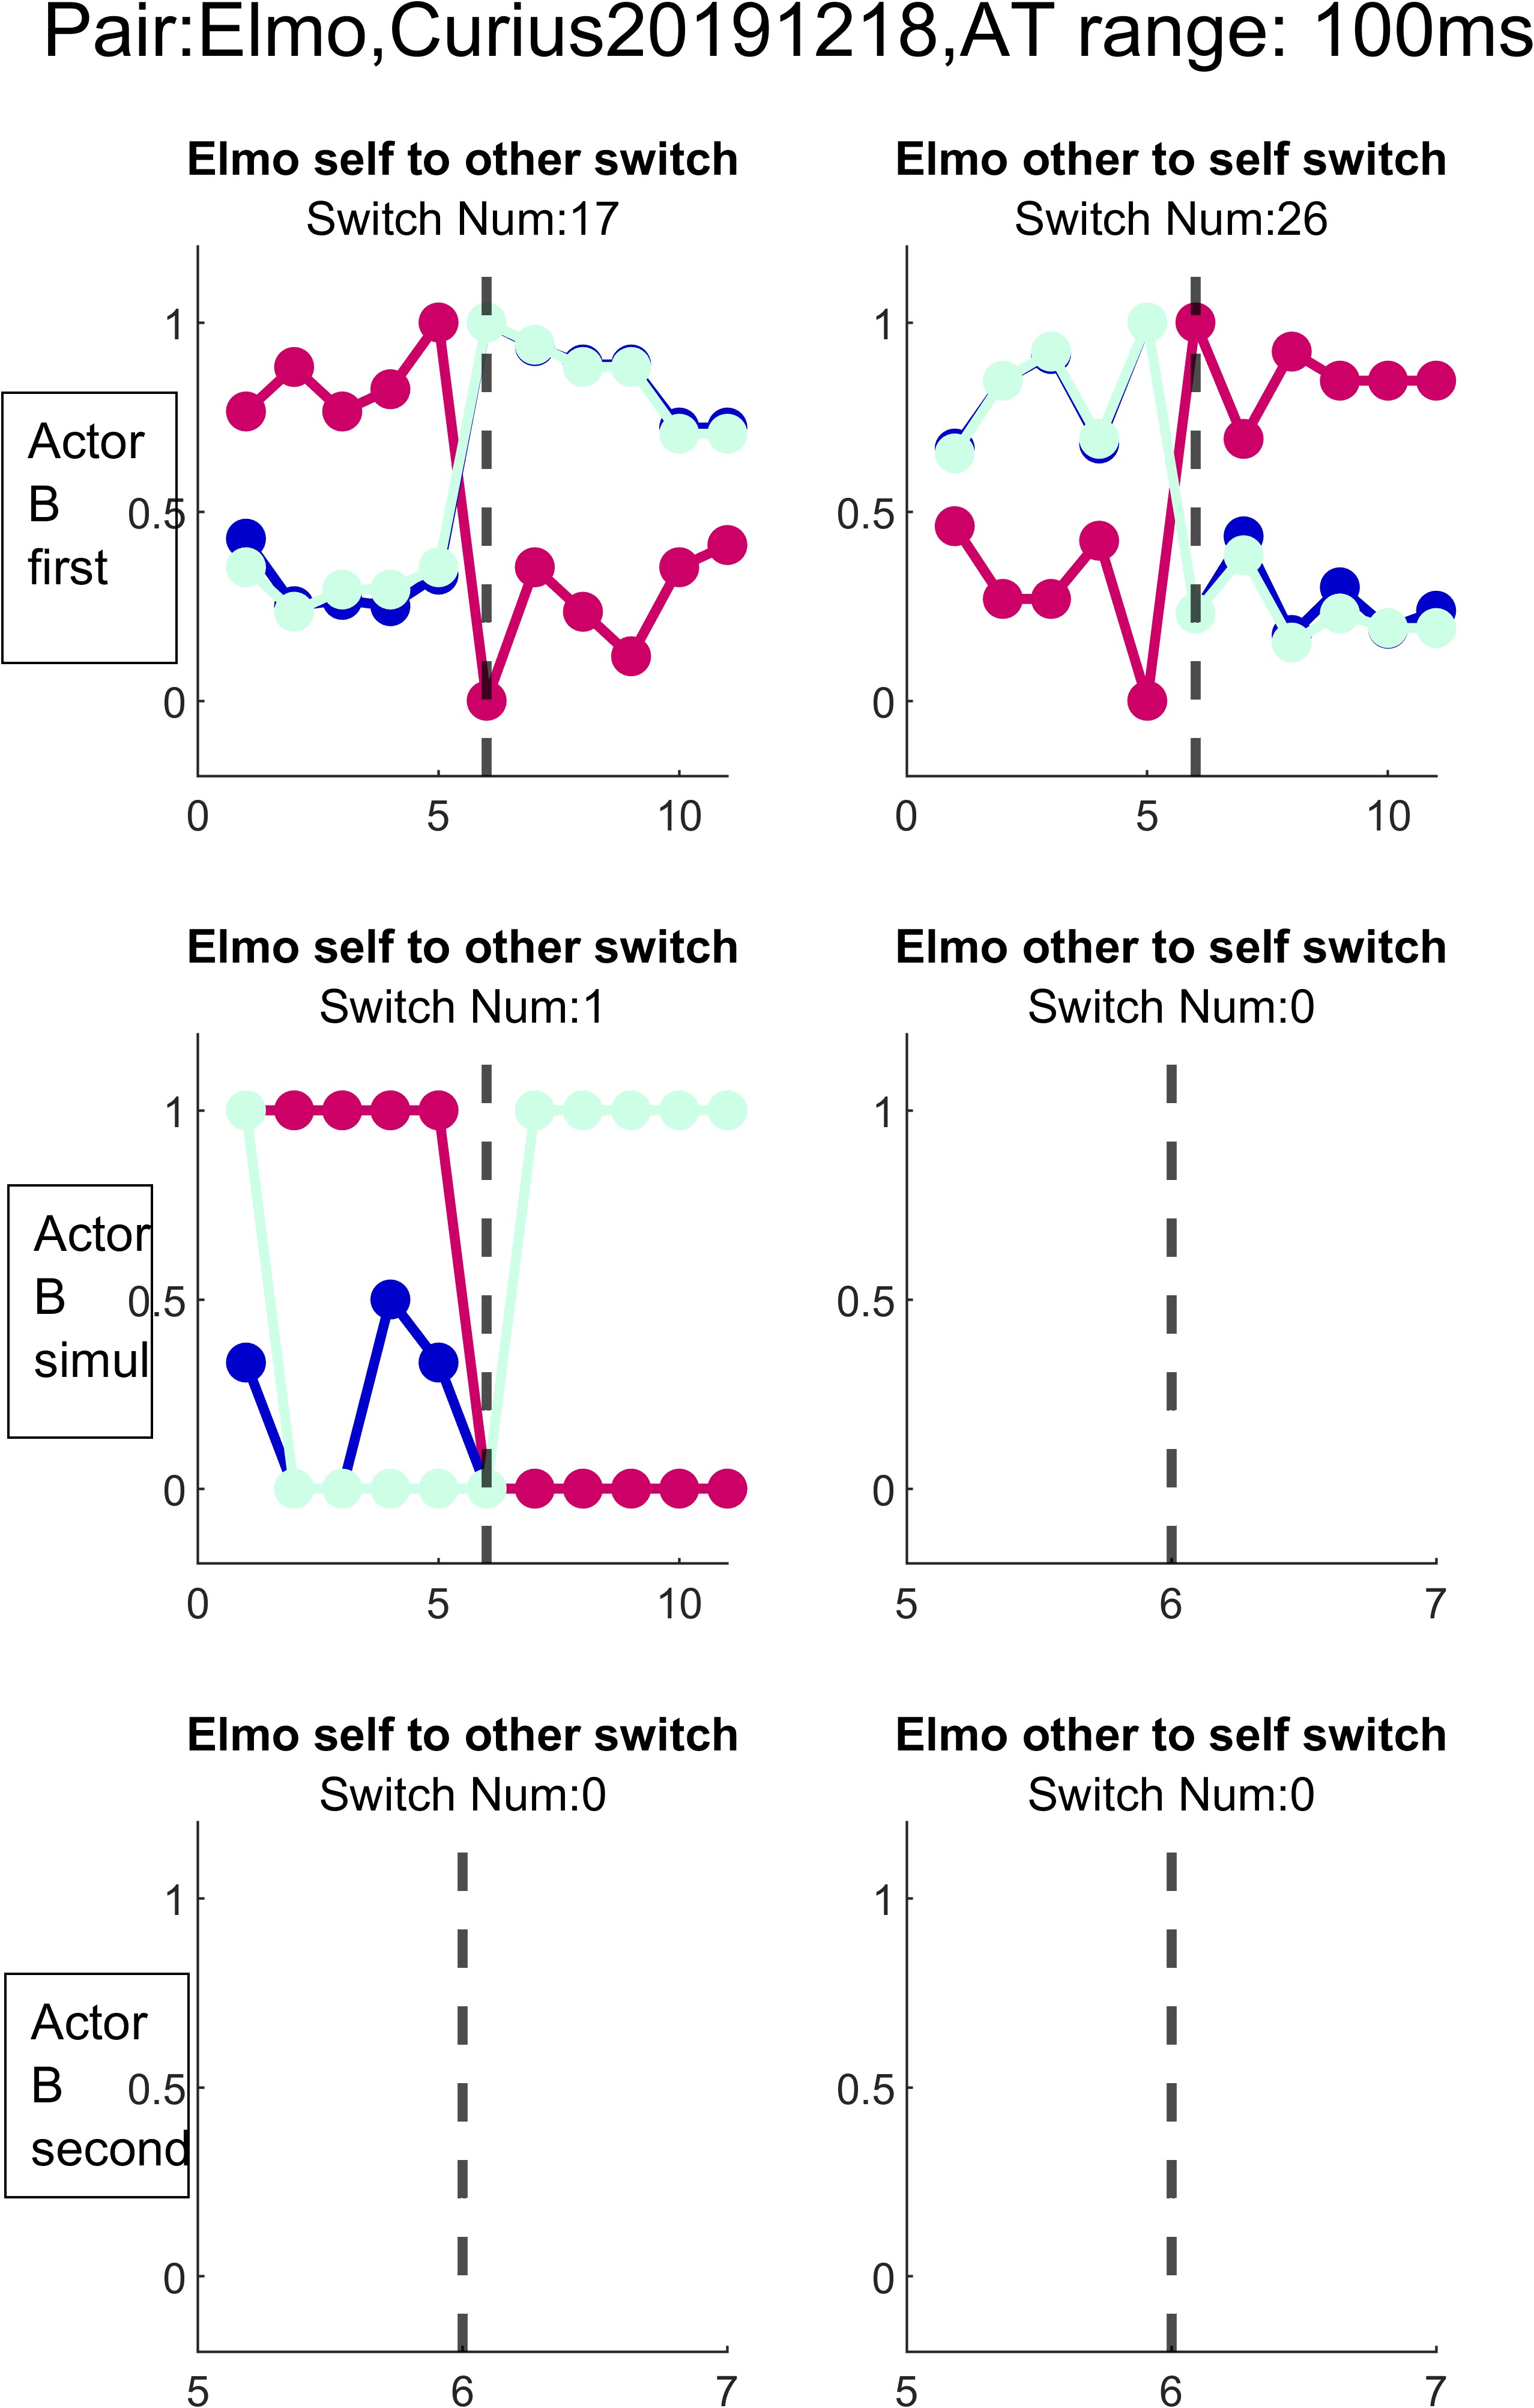 Pair:Elmo,Curius20191218,AT range: 100ms
Elmo self to other switch
Switch Num:17
Elmo other to self switch
Switch Num:26
Actor
B
first
1
0.5
0
0
5
10
1
0.5
0
0
5
10
Elmo self to other switch
Switch Num:1
Elmo other to self switch
Switch Num:0
Actor
B
simul
1
0.5
0
0
5
10
1
0.5
0
5
6
7
Elmo self to other switch
Switch Num:0
Elmo other to self switch
Switch Num:0
Actor
B
second
1
0.5
0
5
6
7
1
0.5
0
5
6
7